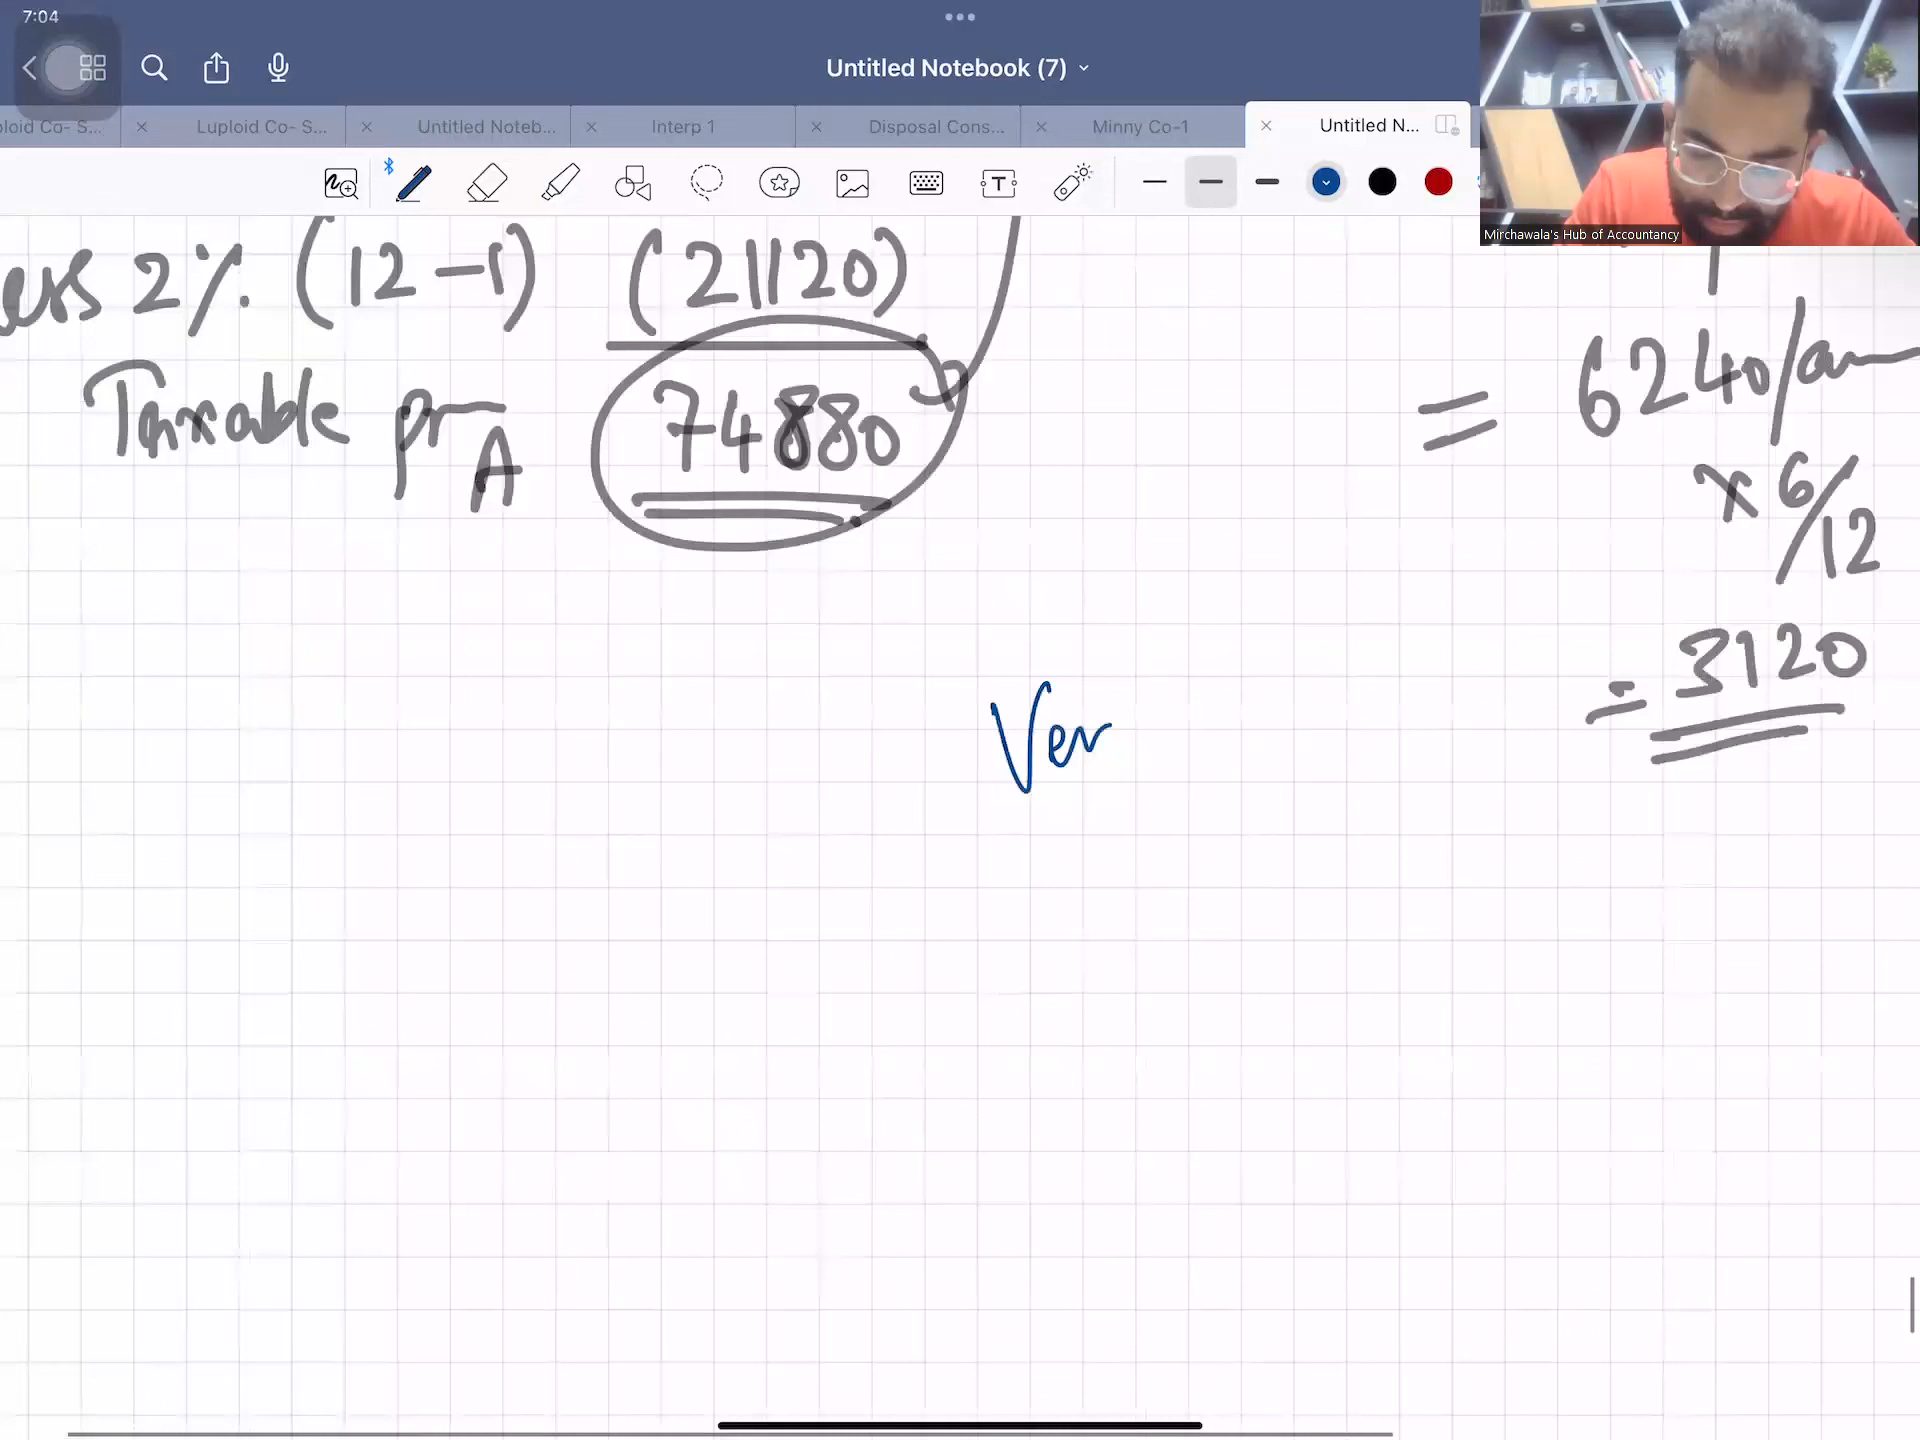 7:04
Untitled Notebook (7)
oloid Co- S...
Luploid Co- S...
Untitled Noteb...
Interp 1
Disposal Cons...
Minny Co-1
Untitled N...
Mirchawala's Hub of Accountancy
ess 2% (12-1) (21120)
Taxable pr A 74880
= 6240/an
x 6/12
= 3120
Ver